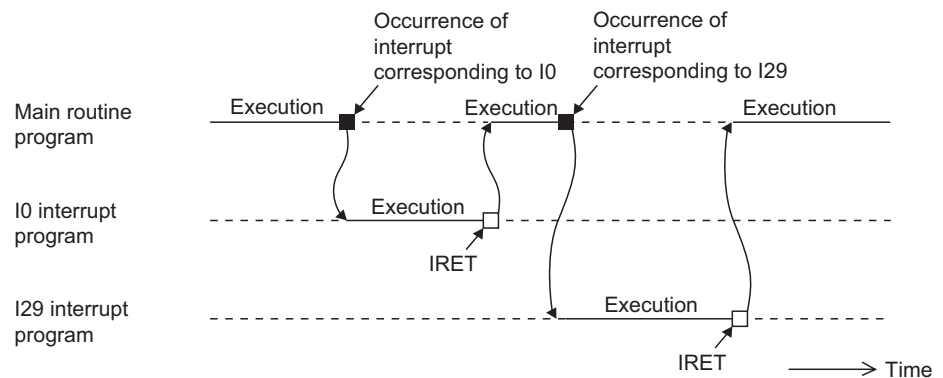 Occurrence of
interrupt
corresponding to I0
Occurrence of
interrupt
corresponding to I29
Main routine
program
Execution
Execution
Execution
I0 interrupt
program
Execution
IRET
I29 interrupt
program
Execution
IRET
Time